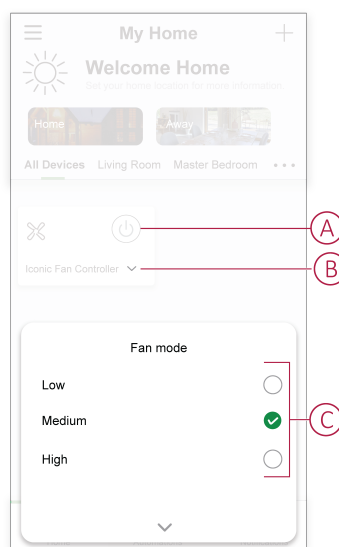 My Home
Welcome Home
Set your home location for more information
Home
Away
All Devices Living Room Master Bedroom
A
Iconic Fan Controller
B
Fan mode
Low
Medium
C
High